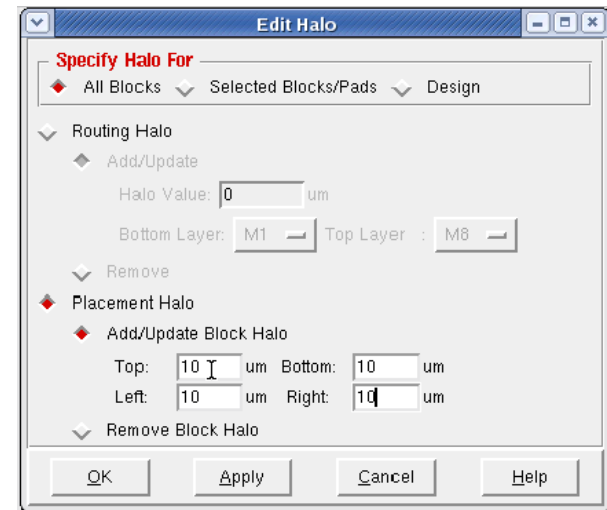 Edit Halo
Specify Halo For
All Blocks Selected Blocks/Pads Design
Routing Halo
Add/Update
Halo Value: 0 um
Bottom Layer: M1 Top Layer : M8
Remove
Placement Halo
Add/Update Block Halo
Top: 10 um Bottom: 10 um
Left: 10 um Right: 10 um
Remove Block Halo
OK Apply Cancel Help